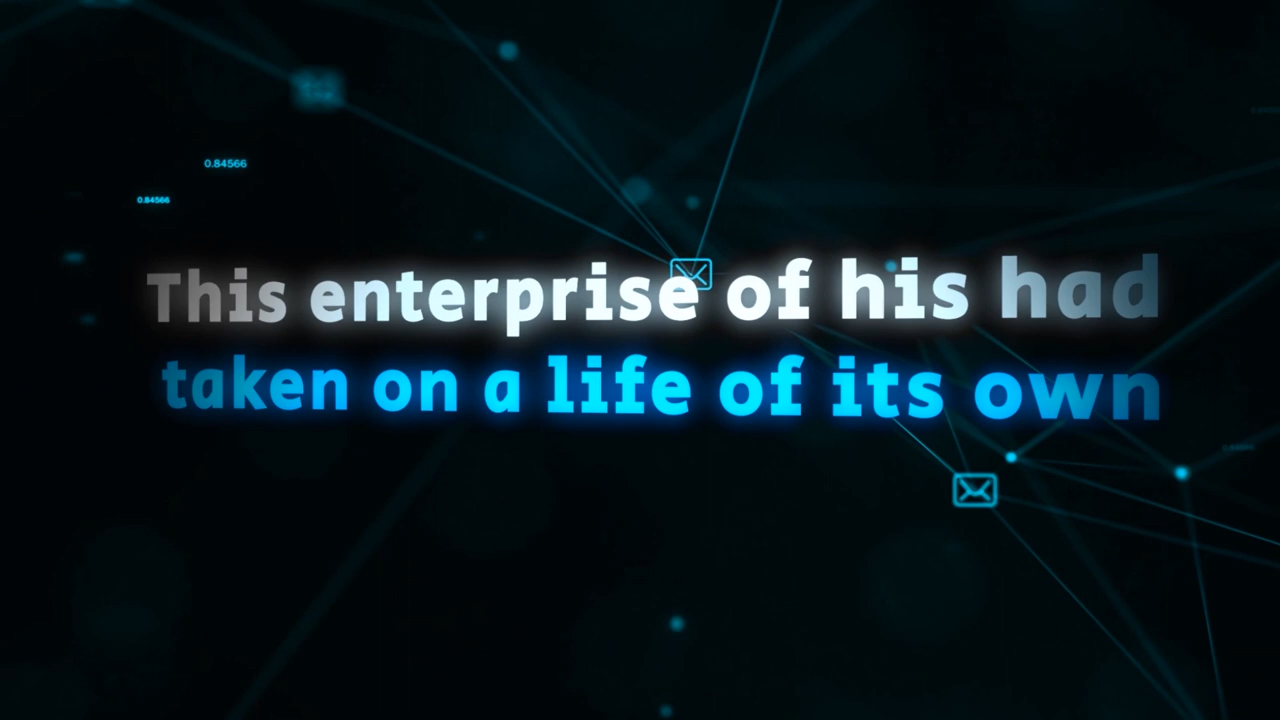 0.84566
0.84566
This enterprise of his had
taken on a life of its own